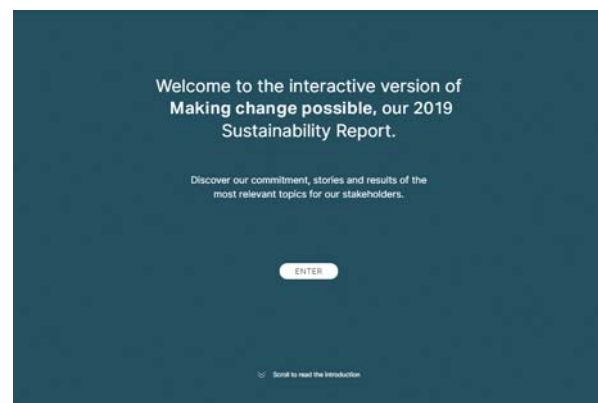 Welcome to the interactive version of
Making change possible, our 2019
Sustainability Report.
Discover our commitment, stories and results of the
most relevant topics for our stakeholders.
ENTER
Scroll to read the introduction